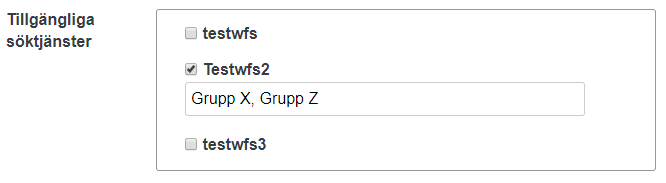 Tillgängliga
söktjänster
testwfs
Testwfs2
Grupp X, Grupp Z
testwfs3